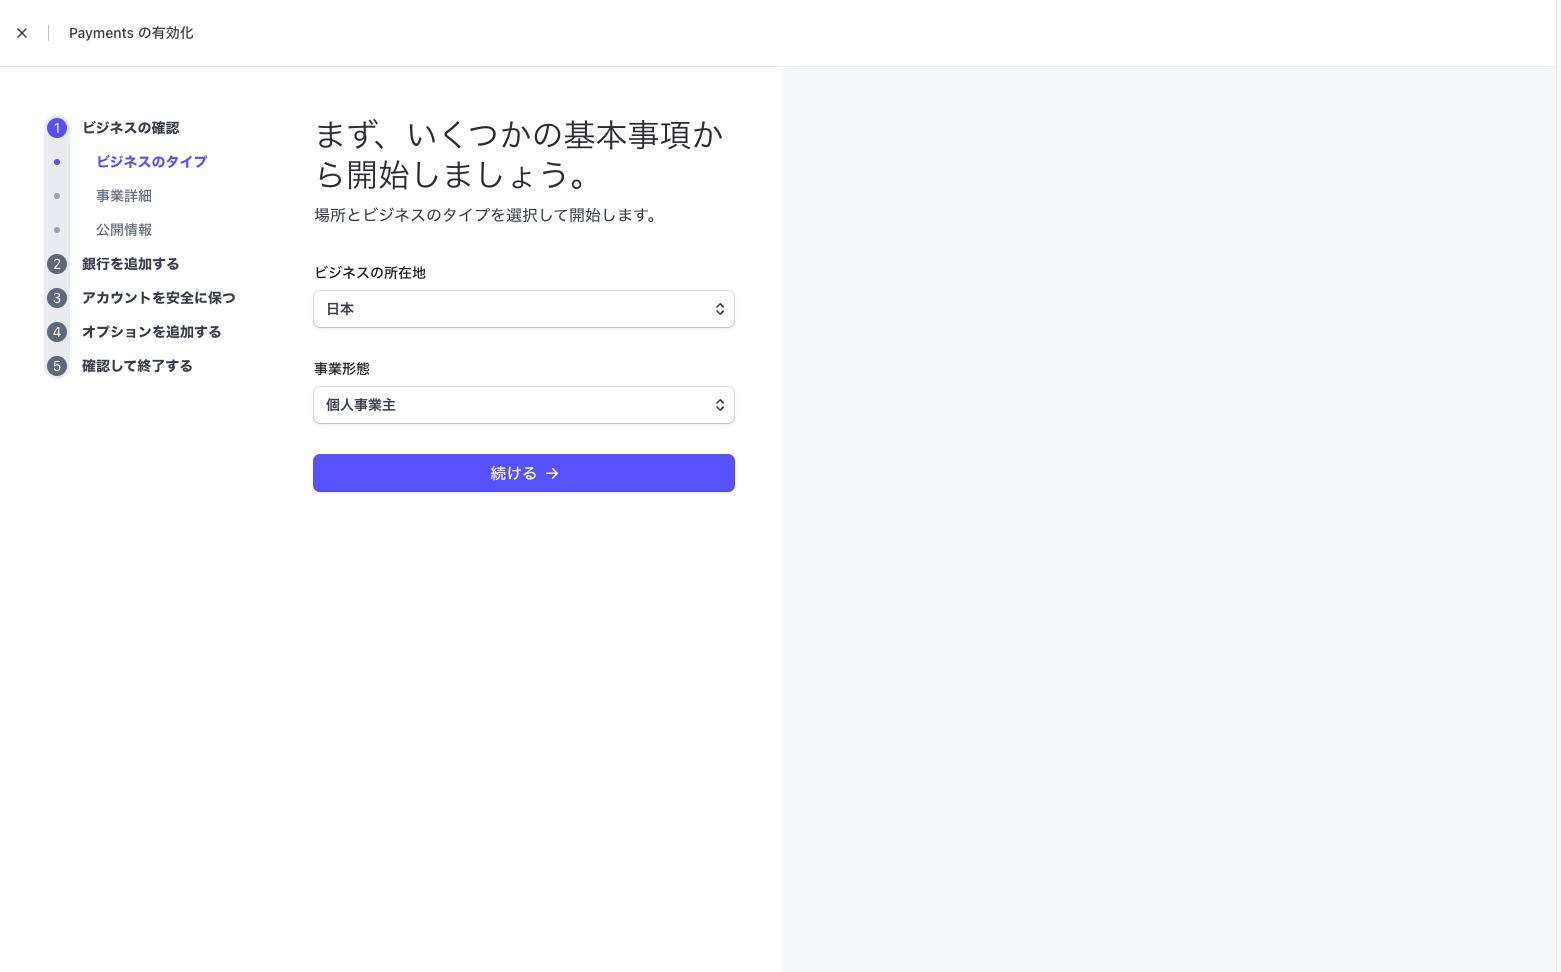 Payments の有効化
1 ビジネスの確認
ビジネスのタイプ
事業詳細
公開情報
2 銀行を追加する
3 アカウントを安全に保つ
4 オプションを追加する
5 確認して終了する
まず、いくつかの基本事項か
ら開始しましょう。
場所とビジネスのタイプを選択して開始します。
ビジネスの所在地
日本
事業形態
個人事業主
続ける →